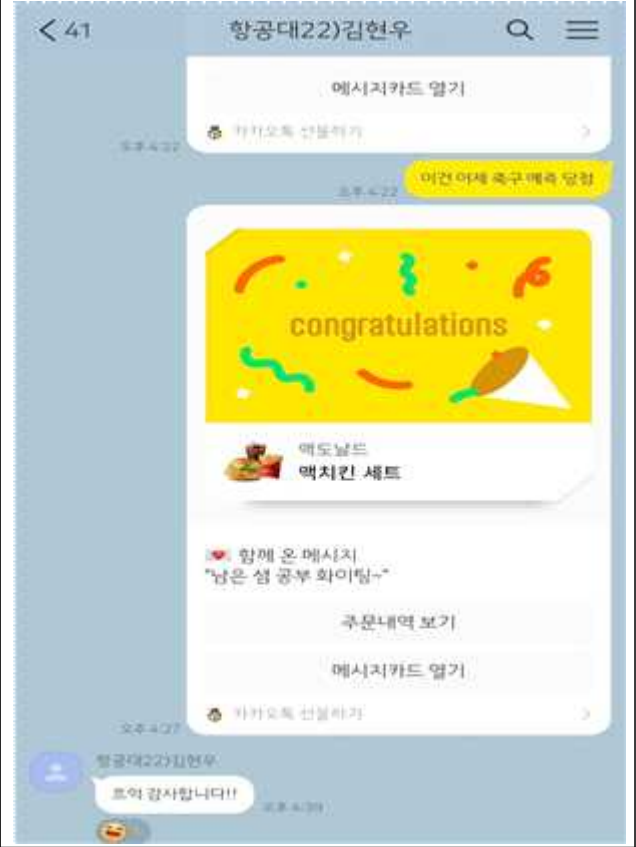 < 41 항공대22)김현우
메시지카드 열기
카카오톡 선물하기
오후 4:22
이건 어제 축구 예측 당첨
오후 4:22
congratulations
맥도날드
맥치킨 세트
함께 온 메시지
"남은 셤 공부 화이팅~"
주문내역 보기
메시지카드 열기
카카오톡 선물하기
오후 4:27
항공대22)김현우
흐억 감사합니다!!
오후 4:39